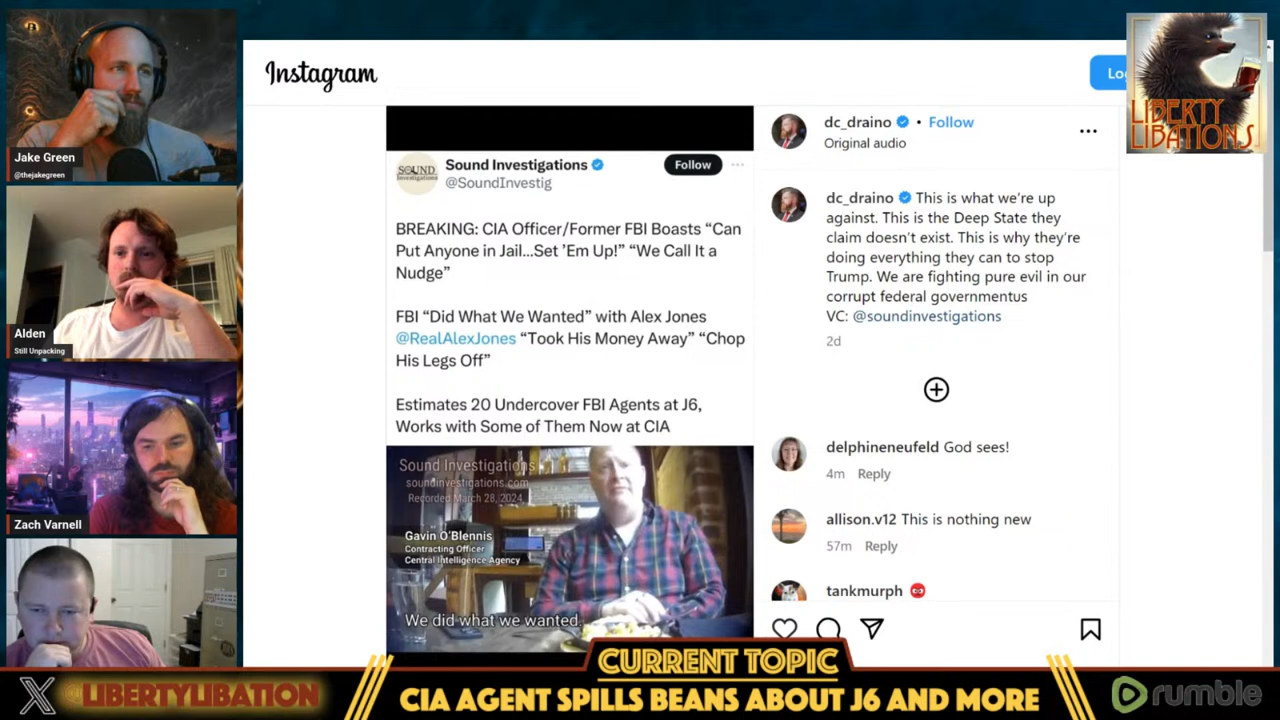 Jake Green
@thejakegreen
Alden
Still Unpacking
Zach Varnell
Instagram
Log
LIBERTY
LIBATIONS
SOUND
investigations
Sound Investigations
@SoundInvestig
Follow
BREAKING: CIA Officer/Former FBI Boasts “Can
Put Anyone in Jail...Set ’Em Up!” “We Call It a
Nudge”
FBI “Did What We Wanted” with Alex Jones
@RealAlexJones “Took His Money Away” “Chop
His Legs Off”
Estimates 20 Undercover FBI Agents at J6,
Works with Some of Them Now at CIA
Sound Investigations
soundinvestigations.com
Recorded March 28, 2024
Gavin O'Blennis
Contracting Officer
Central Intelligence Agency
We did what we wanted.
dc_draino • Follow
Original audio
dc_draino This is what we’re up
against. This is the Deep State they
claim doesn’t exist. This is why they’re
doing everything they can to stop
Trump. We are fighting pure evil in our
corrupt federal governmentus
VC: @soundinvestigations
2d
delphineneufeld God sees!
4m Reply
allison.v12 This is nothing new
57m Reply
tankmurph
CURRENT TOPIC
X @LIBERTYLIBATION
CIA AGENT SPILLS BEANS ABOUT J6 AND MORE
rumble